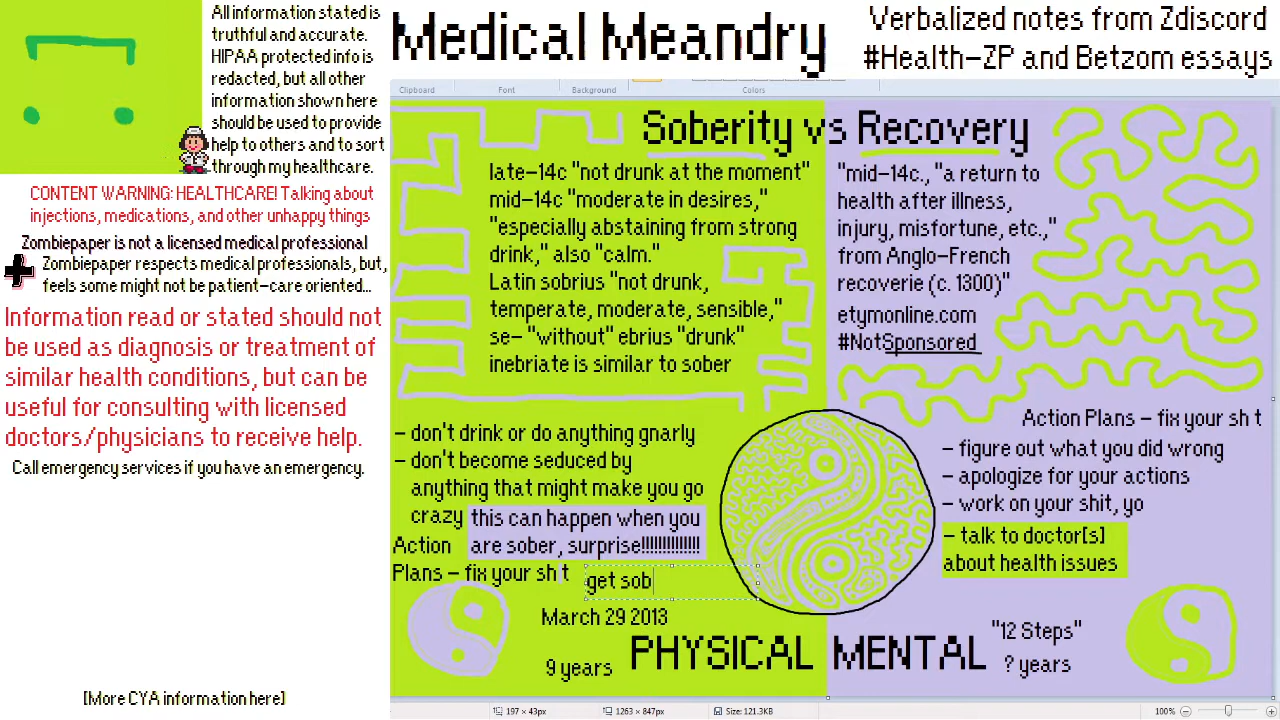 All information stated is
truthful and accurate.
HIPAA protected info is
redacted, but all other
information shown here
should be used to provide
help to others and to sort
through my healthcare.
CONTENT WARNING: HEALTHCARE! Talking about
injections, medications, and other unhappy things
Zombiepaper is not a licensed medical professional
Zombiepaper respects medical professionals, but,
feels some might not be patient-care oriented...
Information read or stated should not
be used as diagnosis or treatment of
similar health conditions, but can be
useful for consulting with licensed
doctors/physicians to receive help.
Call emergency services if you have an emergency.
[More CYA information here]
Medical Meandry
Verbalized notes from Zdiscord
#Health-ZP and Betzom essays
Clipboard Font Background Colors
Soberity vs Recovery
late-14c "not drunk at the moment"
mid-14c "moderate in desires,"
"especially abstaining from strong
drink," also "calm."
Latin sobrius "not drunk,
temperate, moderate, sensible,"
se- "without" ebrius "drunk"
inebriate is similar to sober
"mid-14c., "a return to
health after illness,
injury, misfortune, etc.,"
from Anglo-French
recoverie (c. 1300)"
etymonline.com
#NotSponsored
- don't drink or do anything gnarly
- don't become seduced by
anything that might make you go
crazy this can happen when you
are sober, surprise!!!!!!!!!!!!!!
Action
Plans - fix your sh t
get sob
March 29 2013
9 years
PHYSICAL
Action Plans - fix your sh t
- figure out what you did wrong
- apologize for your actions
- work on your shit, yo
- talk to doctor[s]
about health issues
"12 Steps"
MENTAL
? years
197 × 43px 1263 × 847px Size: 121.3KB 100%